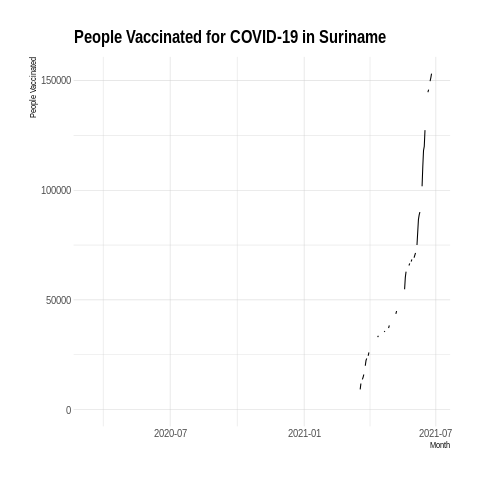 People Vaccinated for COVID-19 in Suriname
People Vaccinated
150000
100000
50000
0
2020-07
2021-01
2021-07
Month